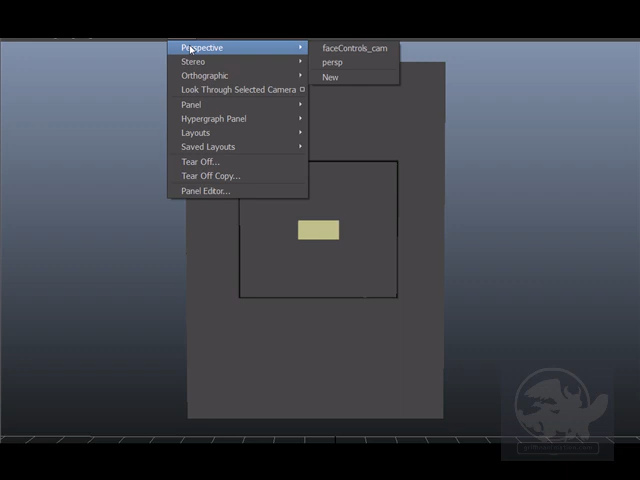 Perspective
Stereo
Orthographic
Look Through Selected Camera
Panel
Hypergraph Panel
Layouts
Saved Layouts
Tear Off...
Tear Off Copy...
Panel Editor...
faceControls_cam
persp
New